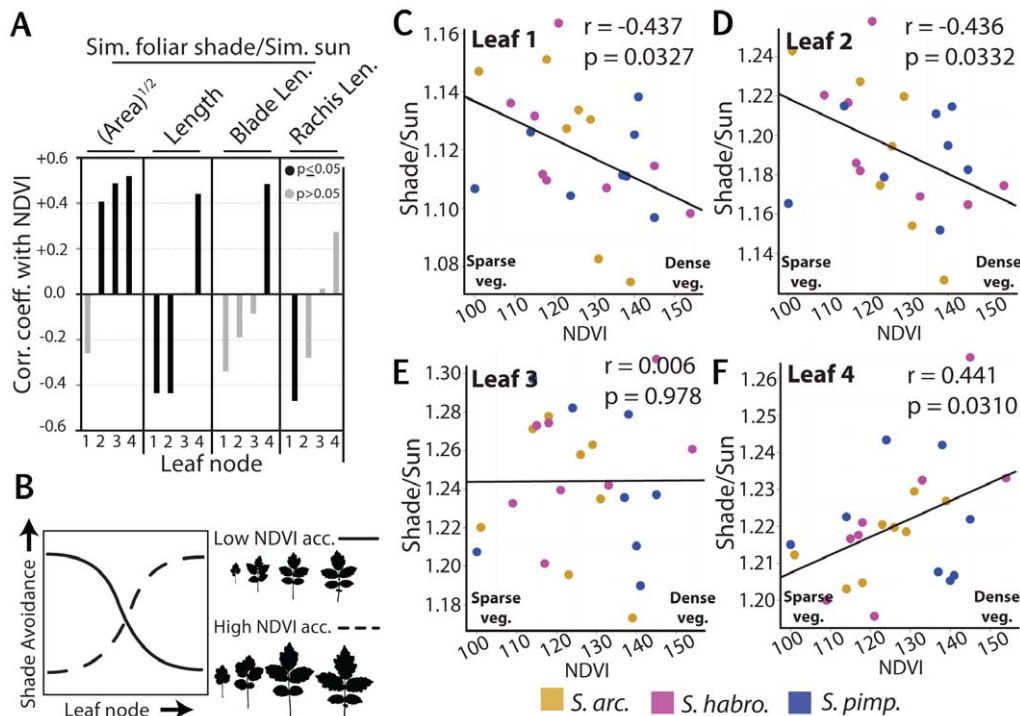 A
Sim. foliar shade/Sim. sun
(Area)^1/2
Length
Blade Len.
Rachis Len.
Corr. coeff. with NDVI
+0.6
+0.4
+0.2
0.0
-0.2
-0.4
-0.6
p≤0.05
p>0.05
1 2 3 4 1 2 3 4 1 2 3 4 1 2 3 4
Leaf node
B
Shade Avoidance
Leaf node
Low NDVI acc.
High NDVI acc.
C
Leaf 1
r = -0.437
p = 0.0327
Shade/Sun
1.16
1.14
1.12
1.10
1.08
Sparse
veg.
Dense
veg.
100 110 120 130 140 150
NDVI
D
Leaf 2
r = -0.436
p = 0.0332
Shade/Sun
1.24
1.22
1.20
1.18
1.16
1.14
Sparse
veg.
Dense
veg.
100 110 120 130 140 150
NDVI
E
Leaf 3
r = 0.006
p = 0.978
Shade/Sun
1.30
1.28
1.26
1.24
1.22
1.20
1.18
Sparse
veg.
Dense
veg.
100 110 120 130 140 150
NDVI
F
Leaf 4
r = 0.441
p = 0.0310
Shade/Sun
1.26
1.25
1.24
1.23
1.22
1.21
1.20
Sparse
veg.
Dense
veg.
100 110 120 130 140 150
NDVI
S. arc.
S. habro.
S. pimp.